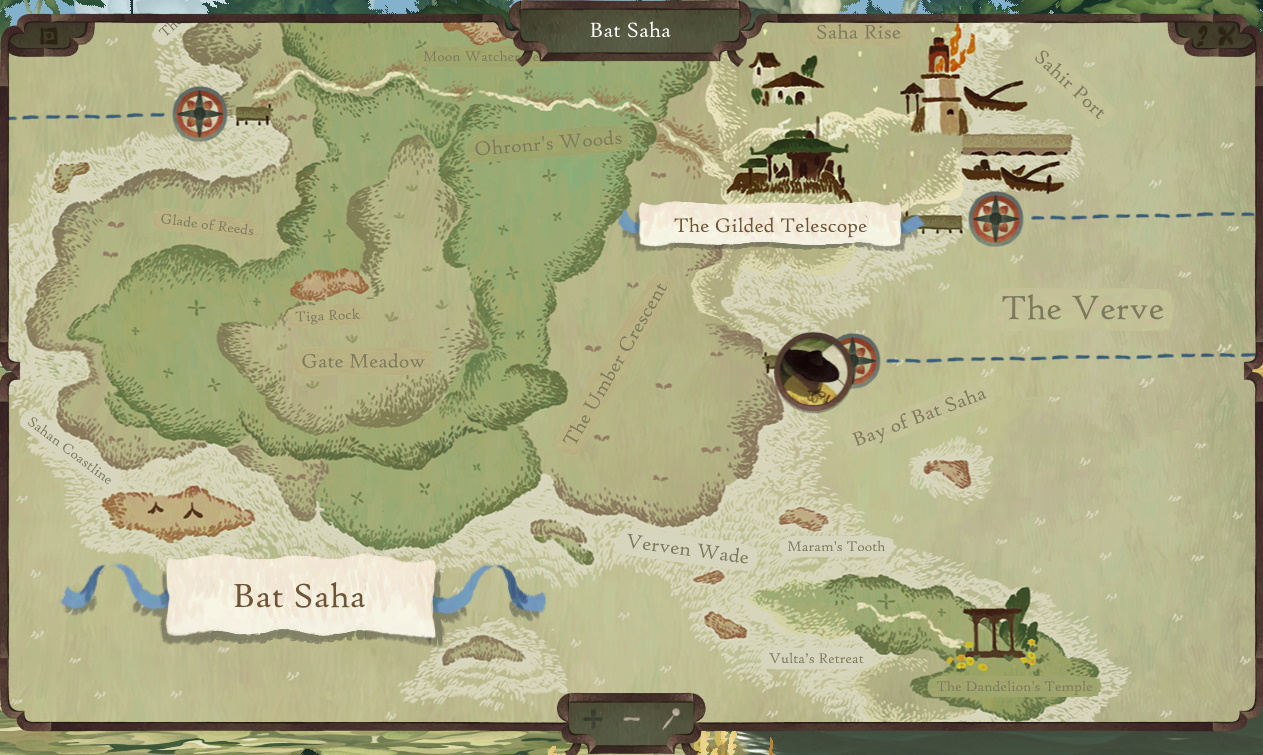 Bat Saha
Saha Rise
Moon Watcher
Sahir Port
Ohronr's Woods
Glade of Reeds
The Gilded Telescope
Tiga Rock
The Verve
Gate Meadow
The Umber Crescent
Bay of Bat Saha
Sahan Coastline
Verven Wade
Maram's Tooth
Bat Saha
Vulta's Retreat
The Dandelion's Temple